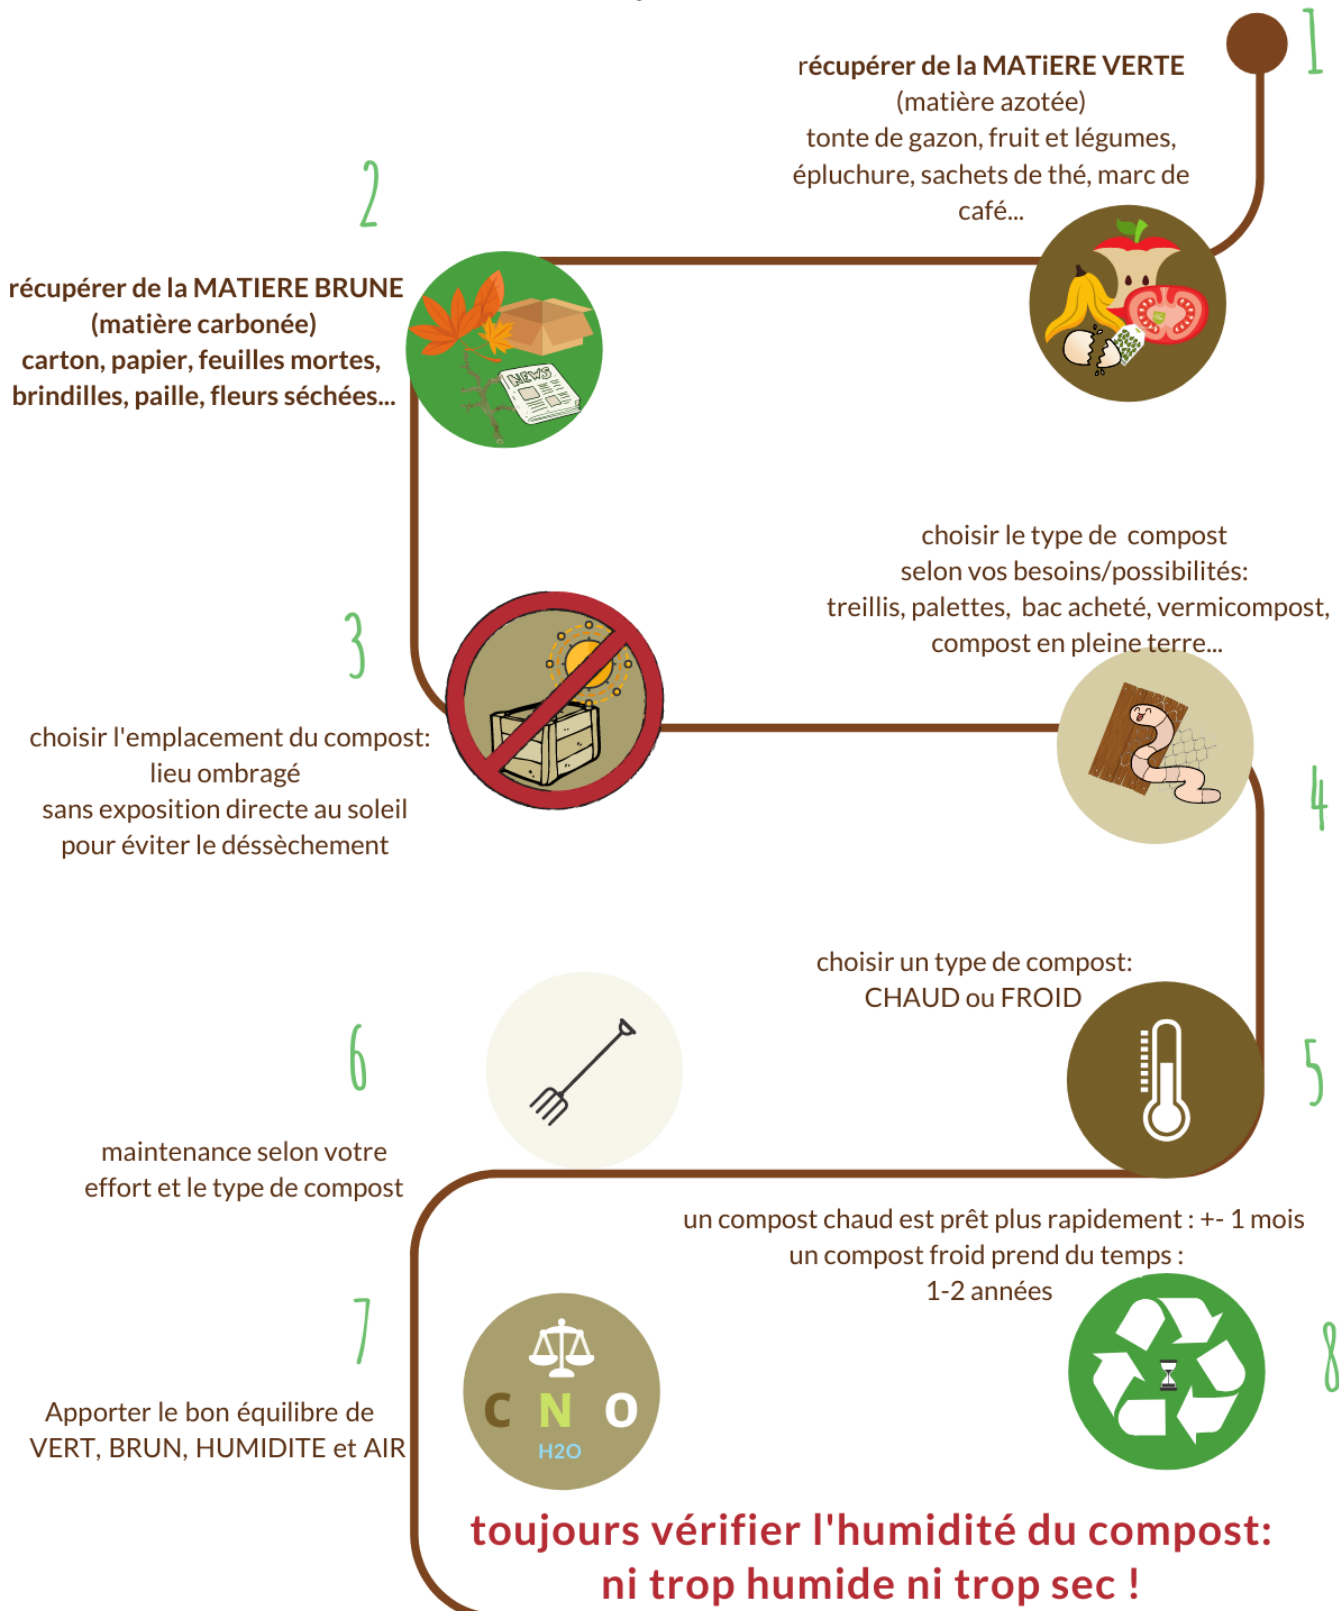 1
récupérer de la MATiERE VERTE
(matière azotée)
tonte de gazon, fruit et légumes,
épluchure, sachets de thé, marc de
café...
2
récupérer de la MATIERE BRUNE
(matière carbonée)
carton, papier, feuilles mortes,
brindilles, paille, fleurs séchées...
NEWS
3
choisir l'emplacement du compost:
lieu ombragé
sans exposition directe au soleil
pour éviter le déssèchement
choisir le type de compost
selon vos besoins/possibilités:
treillis, palettes, bac acheté, vermicompost,
compost en pleine terre...
4
choisir un type de compost:
CHAUD ou FROID
5
6
maintenance selon votre
effort et le type de compost
7
Apporter le bon équilibre de
VERT, BRUN, HUMIDITE et AIR
C N O
H2O
un compost chaud est prêt plus rapidement : +- 1 mois
un compost froid prend du temps :
1-2 années
8
toujours vérifier l'humidité du compost:
ni trop humide ni trop sec !